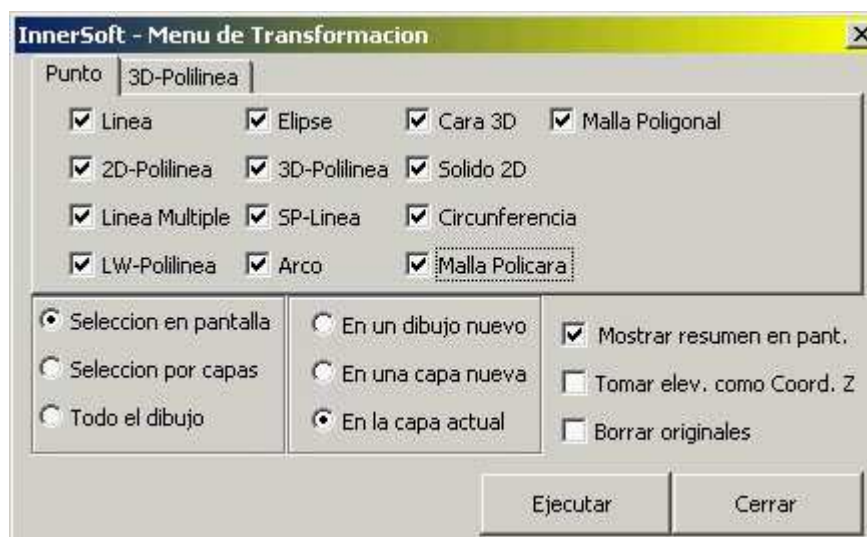 InnerSoft - Menu de Transformacion
Punto 3D-Polilinea
Linea Elipse Cara 3D Malla Poligonal
2D-Polilinea 3D-Polilinea Solido 2D
Linea Multiple SP-Linea Circunferencia
LW-Polilinea Arco Malla Policara
Seleccion en pantalla
Seleccion por capas
Todo el dibujo
En un dibujo nuevo
En una capa nueva
En la capa actual
Mostrar resumen en pant.
Tomar elev. como Coord. Z
Borrar originales
Ejecutar Cerrar